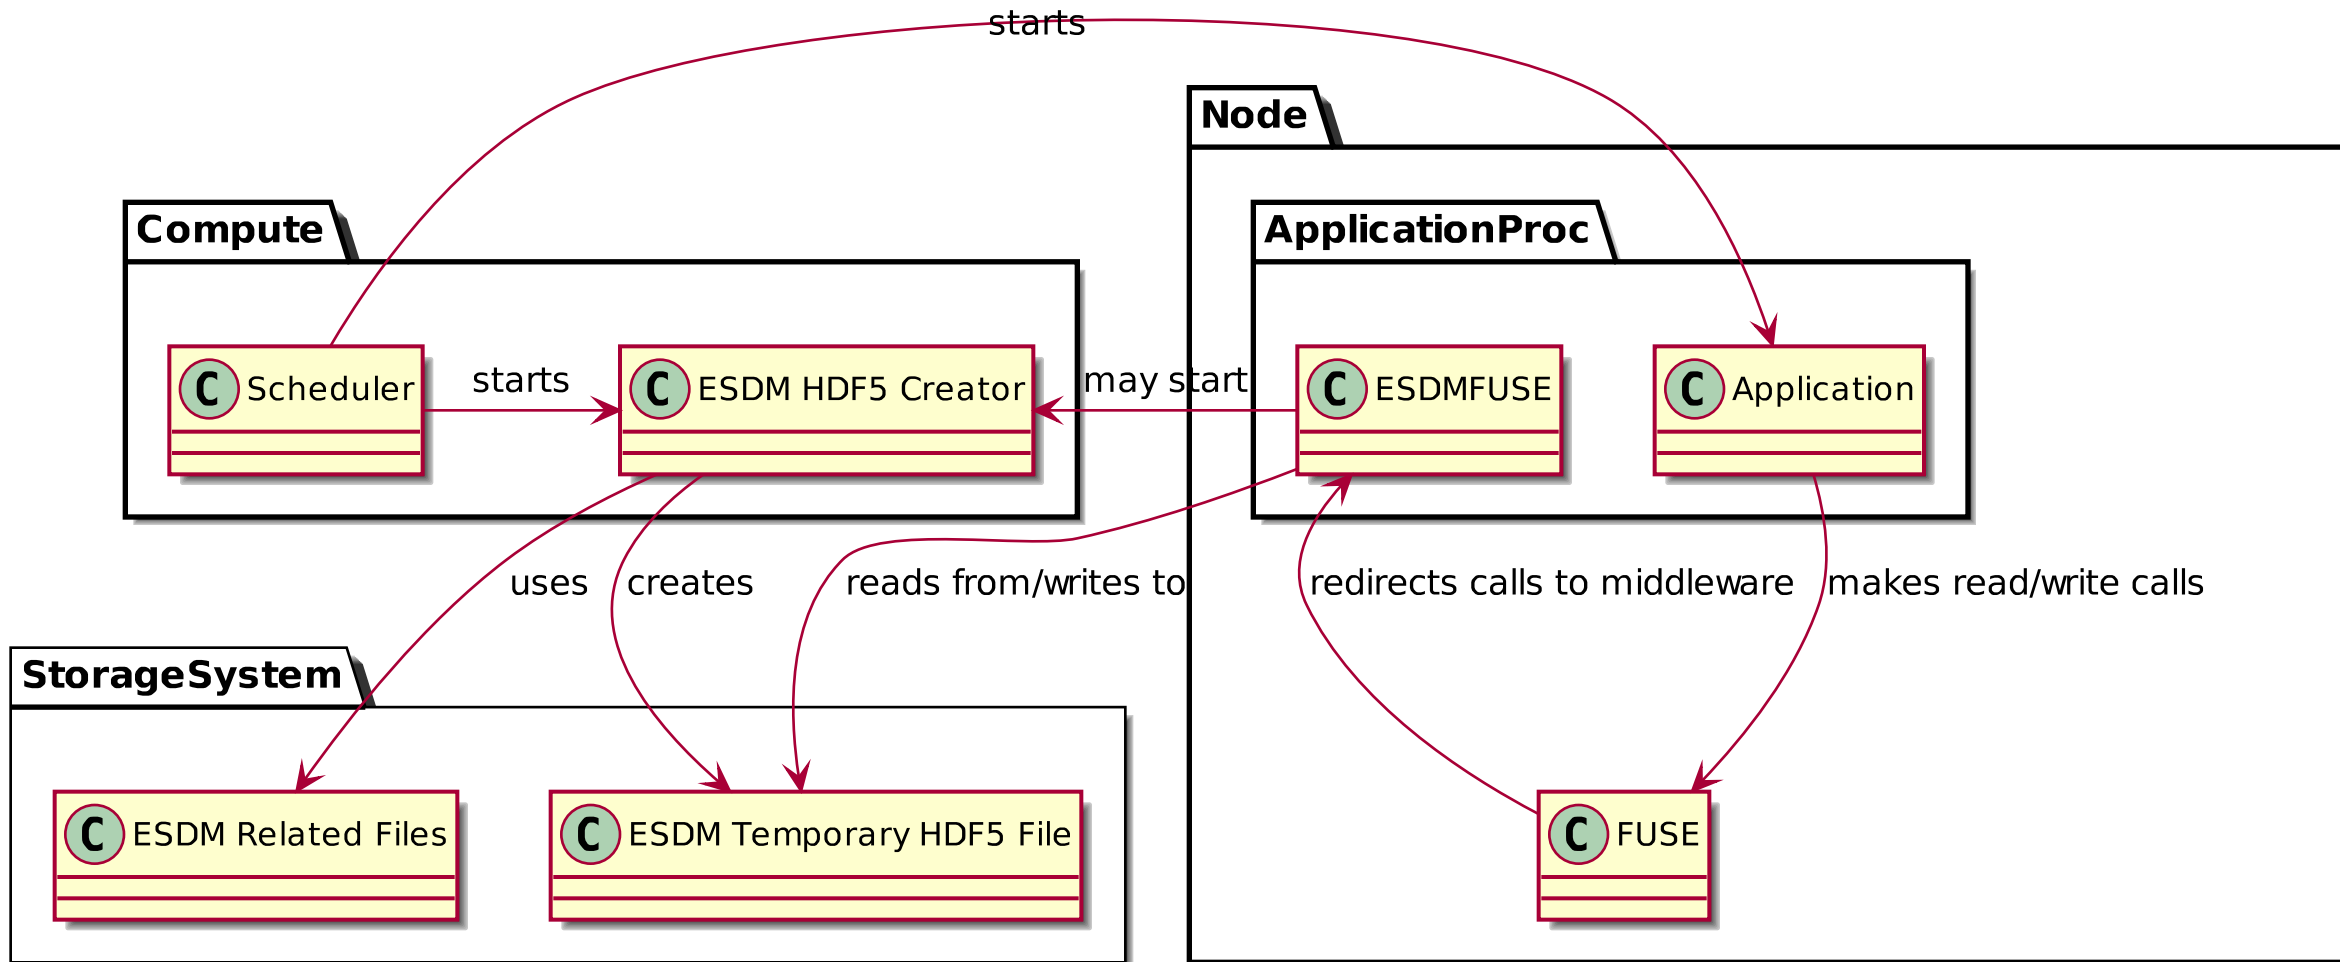 starts
Node
Compute
ApplicationProc
C Scheduler
starts
C ESDM HDF5 Creator
may start
C ESDMFUSE
C Application
uses
creates
reads from/writes to
redirects calls to middleware
makes read/write calls
StorageSystem
C ESDM Related Files
C ESDM Temporary HDF5 File
C FUSE